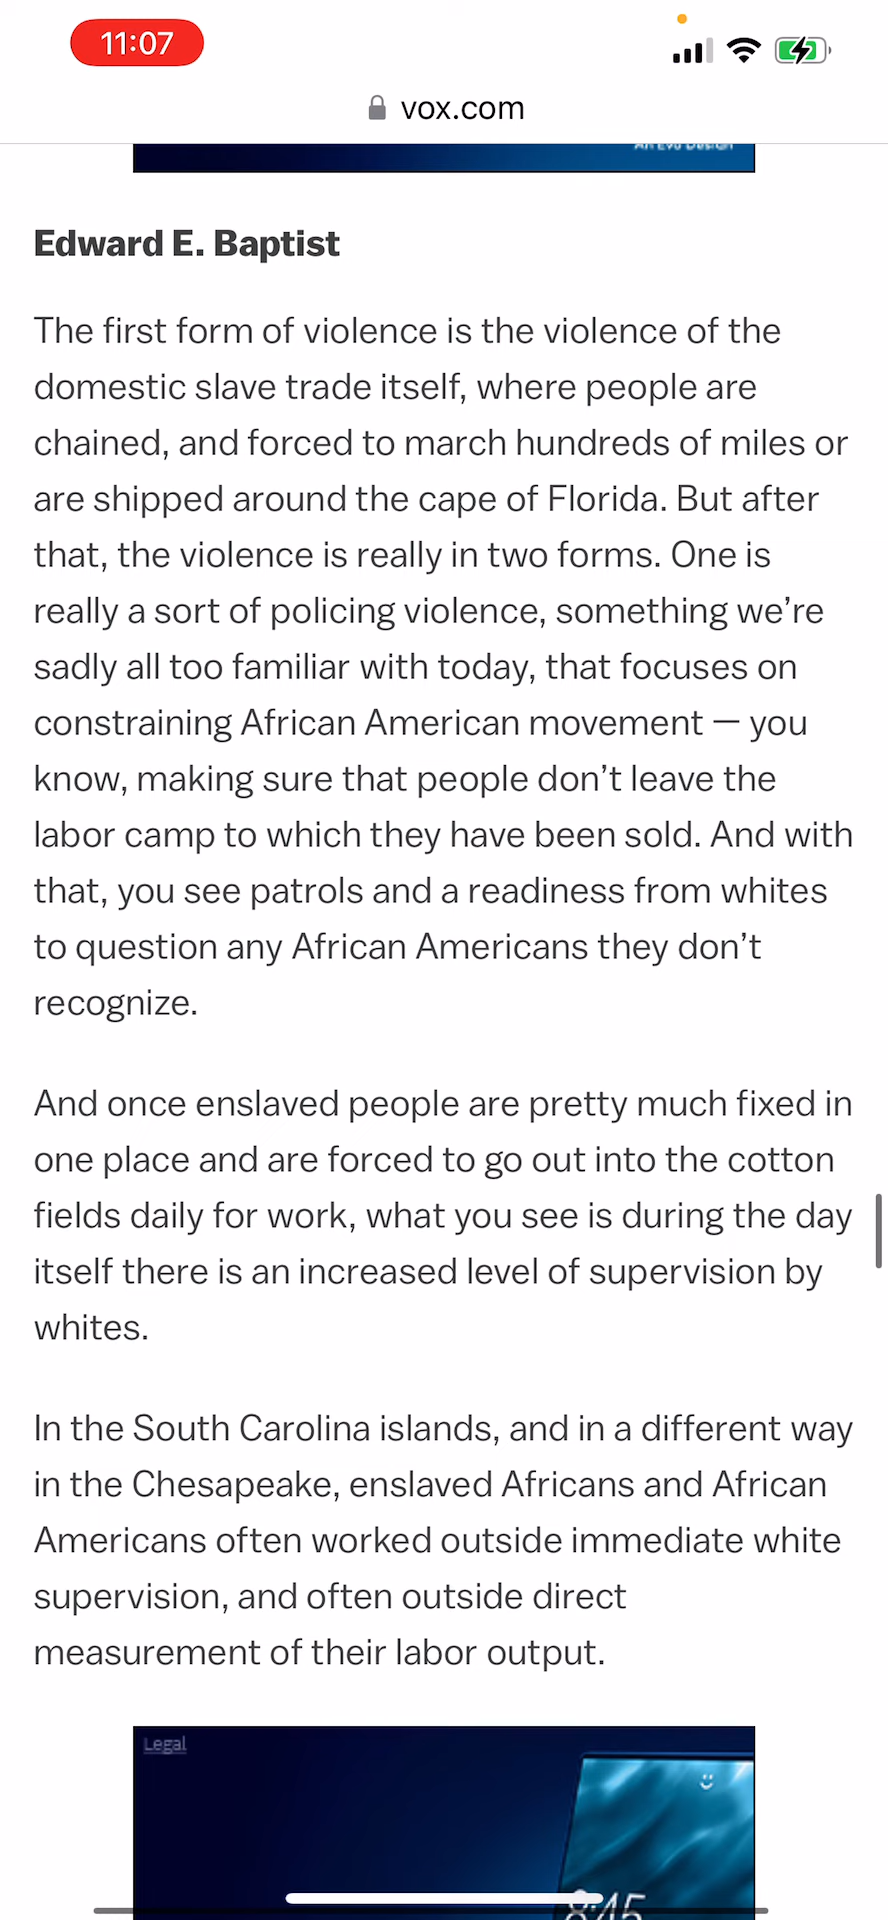 11:07
vox.com
An Evo Design
Edward E. Baptist
The first form of violence is the violence of the
domestic slave trade itself, where people are
chained, and forced to march hundreds of miles or
are shipped around the cape of Florida. But after
that, the violence is really in two forms. One is
really a sort of policing violence, something we’re
sadly all too familiar with today, that focuses on
constraining African American movement — you
know, making sure that people don’t leave the
labor camp to which they have been sold. And with
that, you see patrols and a readiness from whites
to question any African Americans they don’t
recognize.
And once enslaved people are pretty much fixed in
one place and are forced to go out into the cotton
fields daily for work, what you see is during the day
itself there is an increased level of supervision by
whites.
In the South Carolina islands, and in a different way
in the Chesapeake, enslaved Africans and African
Americans often worked outside immediate white
supervision, and often outside direct
measurement of their labor output.
Legal
8:45